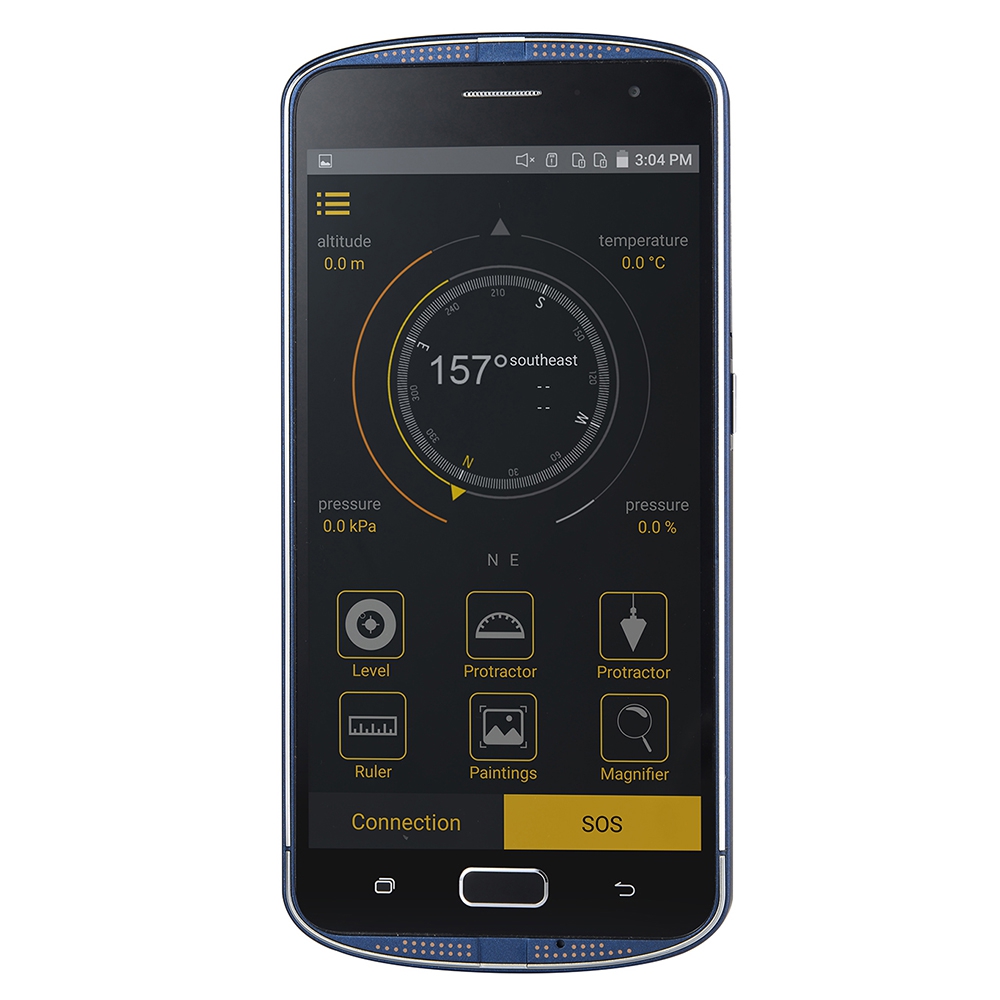 3:04 PM
altitude
0.0 m
temperature
0.0 °C
210
S
240
150
E
157° southeast
120
--
--
300
W
330
60
N
30
pressure
0.0 kPa
pressure
0.0 %
N E
Level
Protractor
Protractor
Ruler
Paintings
Magnifier
Connection
SOS